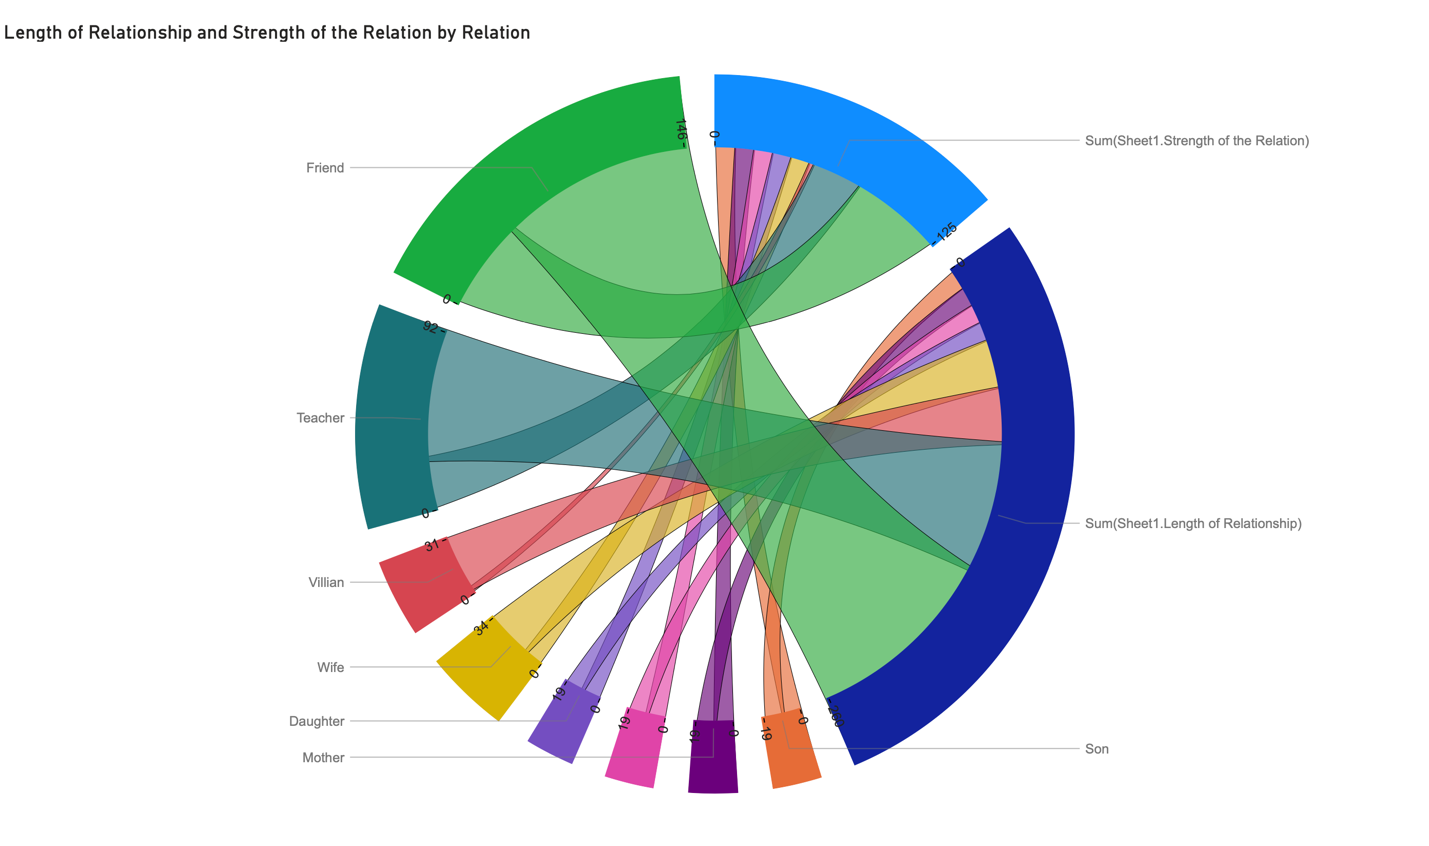 Length of Relationship and Strength of the Relation by Relation
146
0
Friend
Sum(Sheet1.Strength of the Relation)
125
0
0
92
Teacher
0
31
Sum(Sheet1.Length of Relationship)
Villian
0
34
Wife
0
19
Daughter
0
19
0
0
19
0
Mother
Son